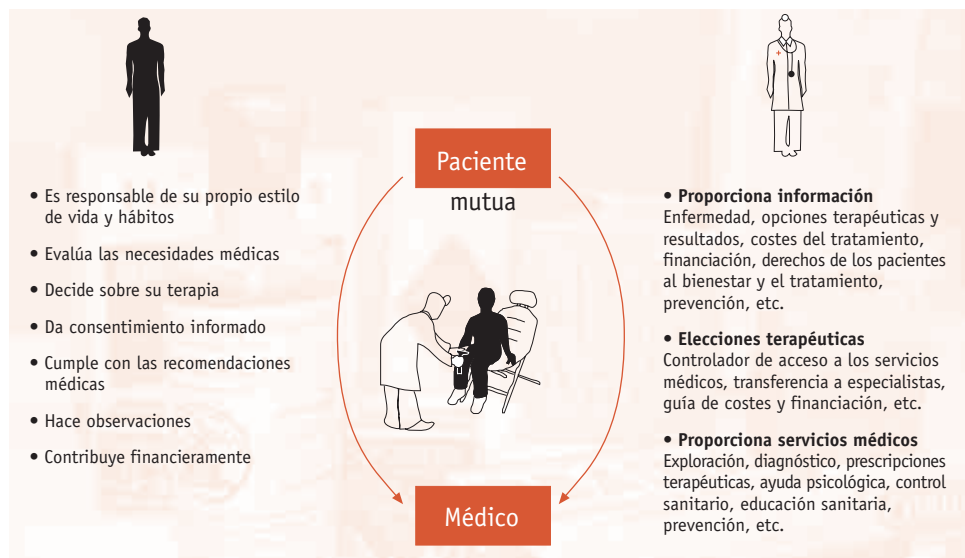 Paciente
mutua
Médico
• Es responsable de su propio estilo
de vida y hábitos
• Evalúa las necesidades médicas
• Decide sobre su terapia
• Da consentimiento informado
• Cumple con las recomendaciones
médicas
• Hace observaciones
• Contribuye financieramente
• Proporciona información
Enfermedad, opciones terapéuticas y
resultados, costes del tratamiento,
financiación, derechos de los pacientes
al bienestar y el tratamiento,
prevención, etc.
• Elecciones terapéuticas
Controlador de acceso a los servicios
médicos, transferencia a especialistas,
guía de costes y financiación, etc.
• Proporciona servicios médicos
Exploración, diagnóstico, prescripciones
terapéuticas, ayuda psicológica, control
sanitario, educación sanitaria,
prevención, etc.